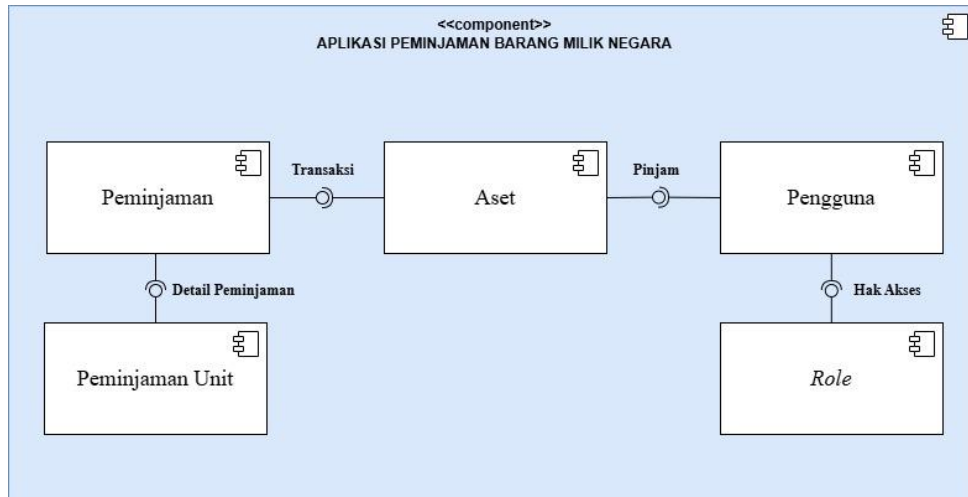 <<component>>
APLIKASI PEMINJAMAN BARANG MILIK NEGARA
Peminjaman
Transaksi
Aset
Pinjam
Pengguna
Detail Peminjaman
Hak Akses
Peminjaman Unit
Role